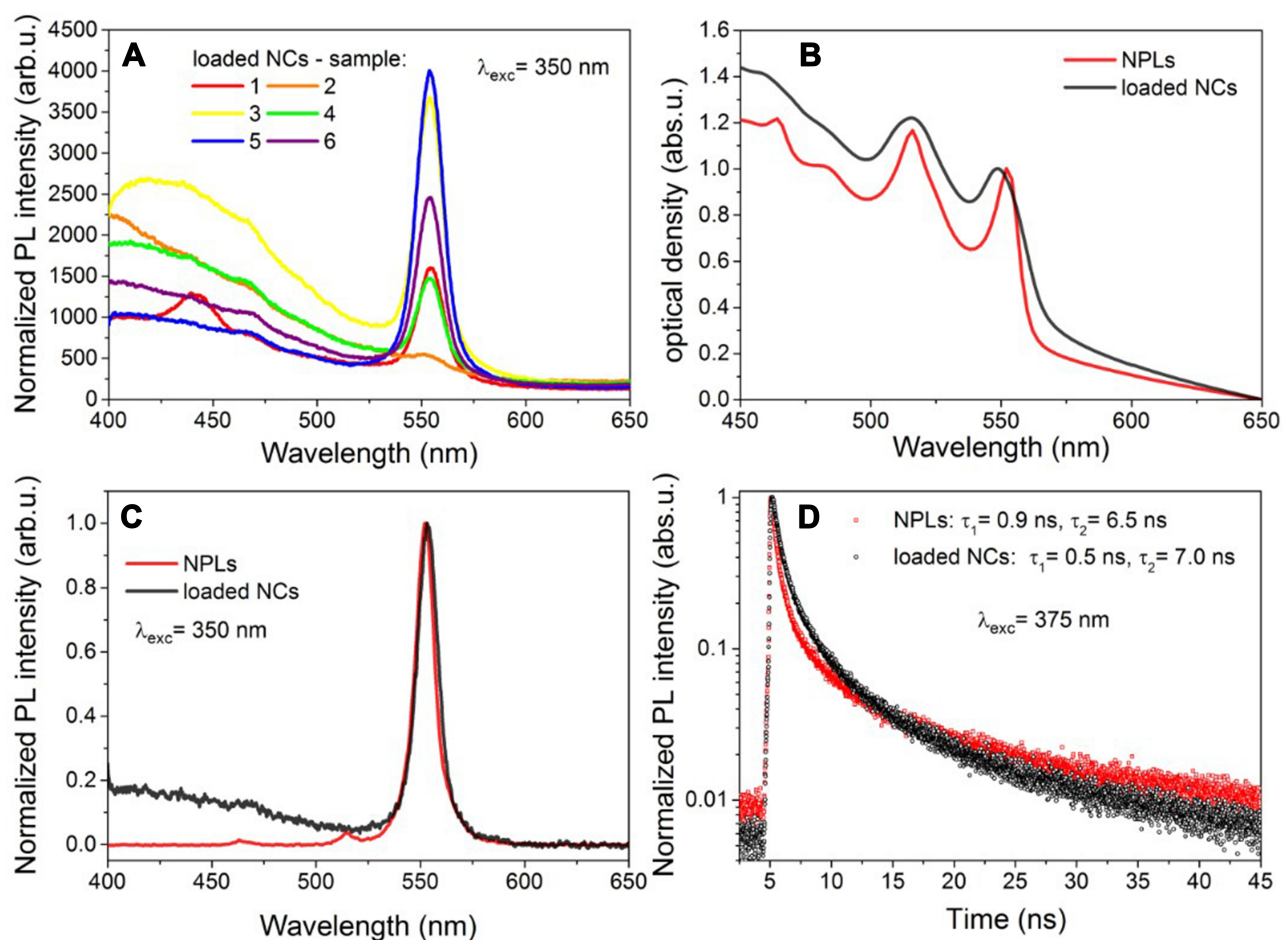 A
loaded NCs - sample:
1 2
3 4
5 6
λexc = 350 nm
Normalized PL intensity (arb.u.)
4500
4000
3500
3000
2500
2000
1500
1000
500
0
400 450 500 550 600 650
Wavelength (nm)
B
NPLs
loaded NCs
optical density (abs.u.)
1.6
1.4
1.2
1.0
0.8
0.6
0.4
0.2
0.0
450 500 550 600 650
Wavelength (nm)
C
NPLs
loaded NCs
λexc= 350 nm
Normalized PL intensity (arb.u.)
1.0
0.8
0.6
0.4
0.2
0.0
400 450 500 550 600 650
Wavelength (nm)
D
NPLs: τ1= 0.9 ns, τ2= 6.5 ns
loaded NCs: τ1= 0.5 ns, τ2= 7.0 ns
λexc= 375 nm
Normalized PL intensity (abs.u.)
1
0.1
0.01
5 10 15 20 25 30 35 40 45
Time (ns)